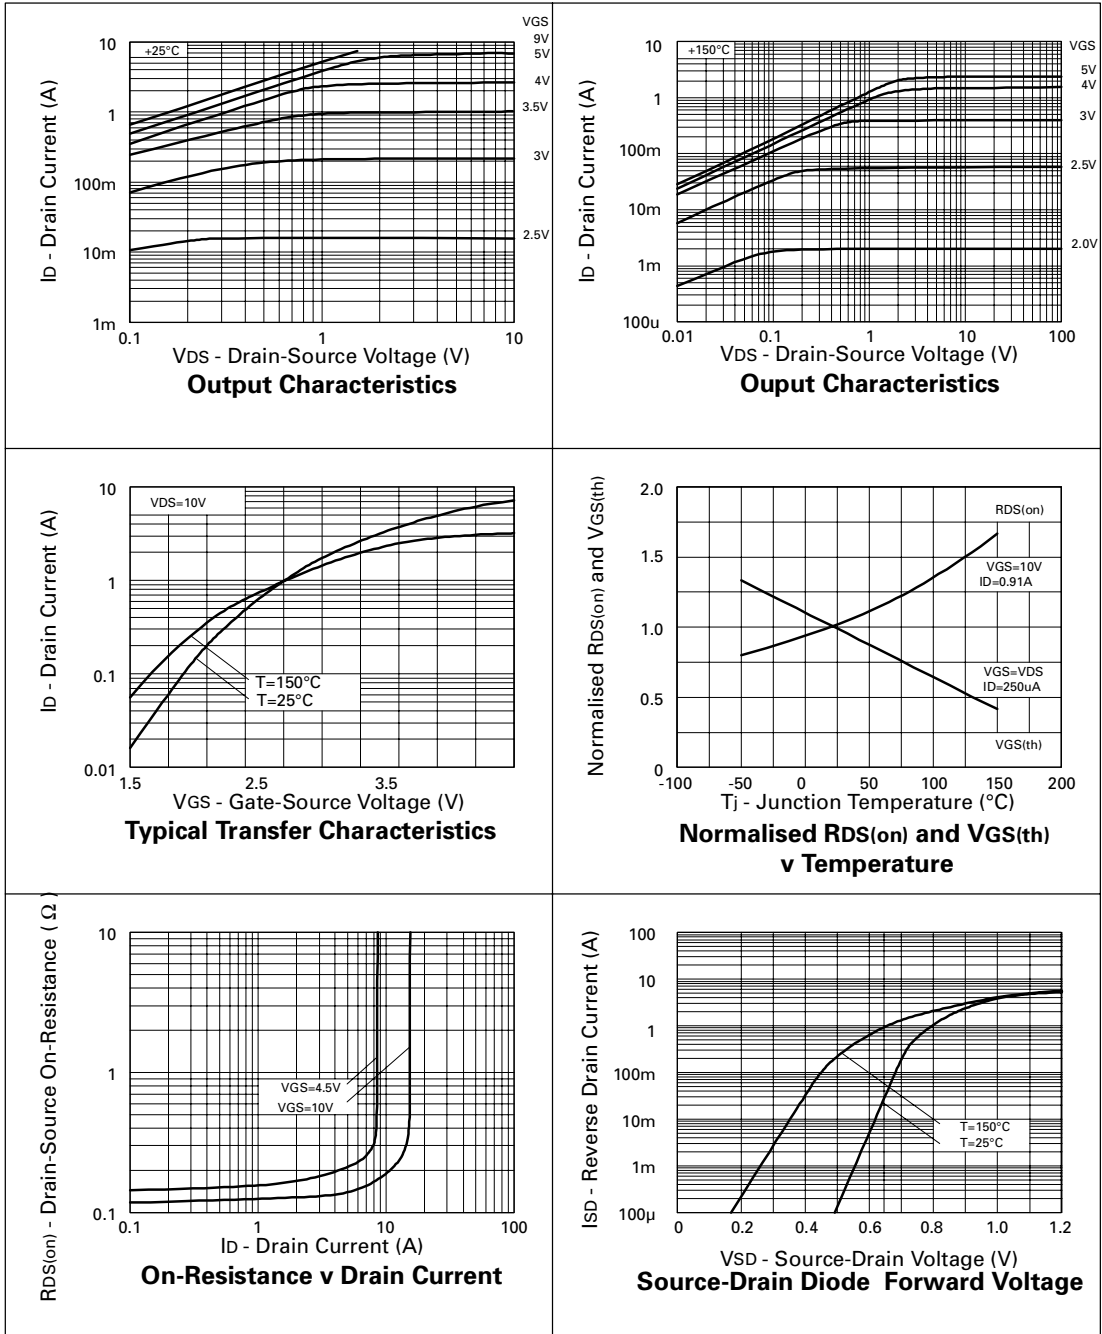 VGS
9V
5V
4V
3.5V
3V
2.5V
+25°C
10
1
100m
10m
1m
0.1
1
10
ID - Drain Current (A)
VDS - Drain-Source Voltage (V)
Output Characteristics
+150°C
VGS
5V
4V
3V
2.5V
2.0V
10
1
100m
10m
1m
100u
0.01
0.1
1
10
100
ID - Drain Current (A)
VDS - Drain-Source Voltage (V)
Ouput Characteristics
VDS=10V
10
1
0.1
0.01
T=150°C
T=25°C
1.5
2.5
3.5
ID - Drain Current (A)
VGS - Gate-Source Voltage (V)
Typical Transfer Characteristics
2.0
1.5
1.0
0.5
0
RDS(on)
VGS=10V
ID=0.91A
VGS=VDS
ID=250uA
VGS(th)
-100
-50
0
50
100
150
200
Normalised RDS(on) and VGS(th)
Tj - Junction Temperature (°C)
Normalised RDS(on) and VGS(th)
v Temperature
10
1
0.1
VGS=4.5V
VGS=10V
0.1
1
10
100
RDS(on) - Drain-Source On-Resistance (Ω)
ID - Drain Current (A)
On-Resistance v Drain Current
100
10
1
100m
10m
1m
100µ
T=150°C
T=25°C
0
0.2
0.4
0.6
0.8
1.0
1.2
ISD - Reverse Drain Current (A)
VSD - Source-Drain Voltage (V)
Source-Drain Diode Forward Voltage